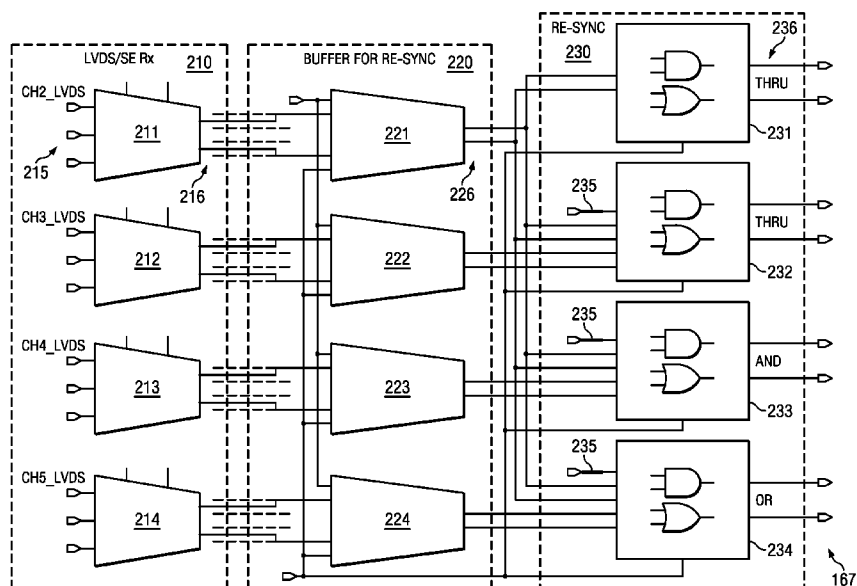 LVDS/SE Rx
210
BUFFER FOR RE-SYNC
220
RE-SYNC
230
236
CH2_LVDS
211
215
216
221
226
THRU
231
235
CH3_LVDS
212
222
THRU
232
235
CH4_LVDS
213
223
AND
233
235
CH5_LVDS
214
224
OR
234
167